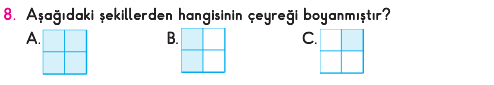 8. Aşağıdaki şekillerden hangisinin çeyreği boyanmıştır?
A. B. C.